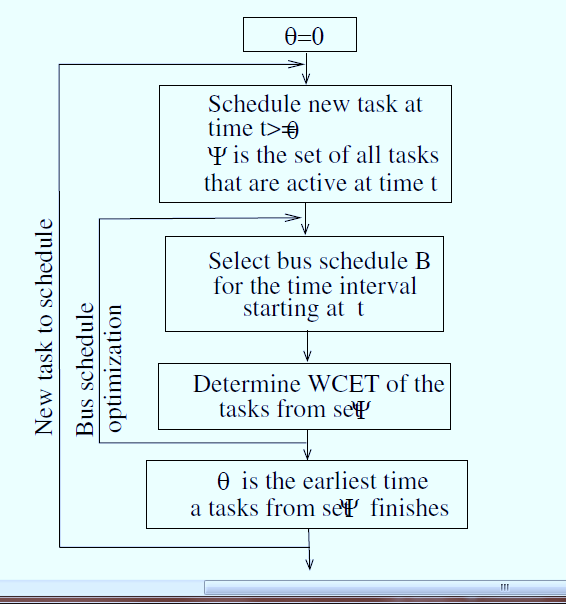 θ=0
Schedule new task at
time t>=θ
Ψ is the set of all tasks
that are active at time t
Select bus schedule B
for the time interval
starting at t
Determine WCET of the
tasks from set Ψ
θ is the earliest time
a tasks from set Ψ finishes
New task to schedule
Bus schedule
optimization